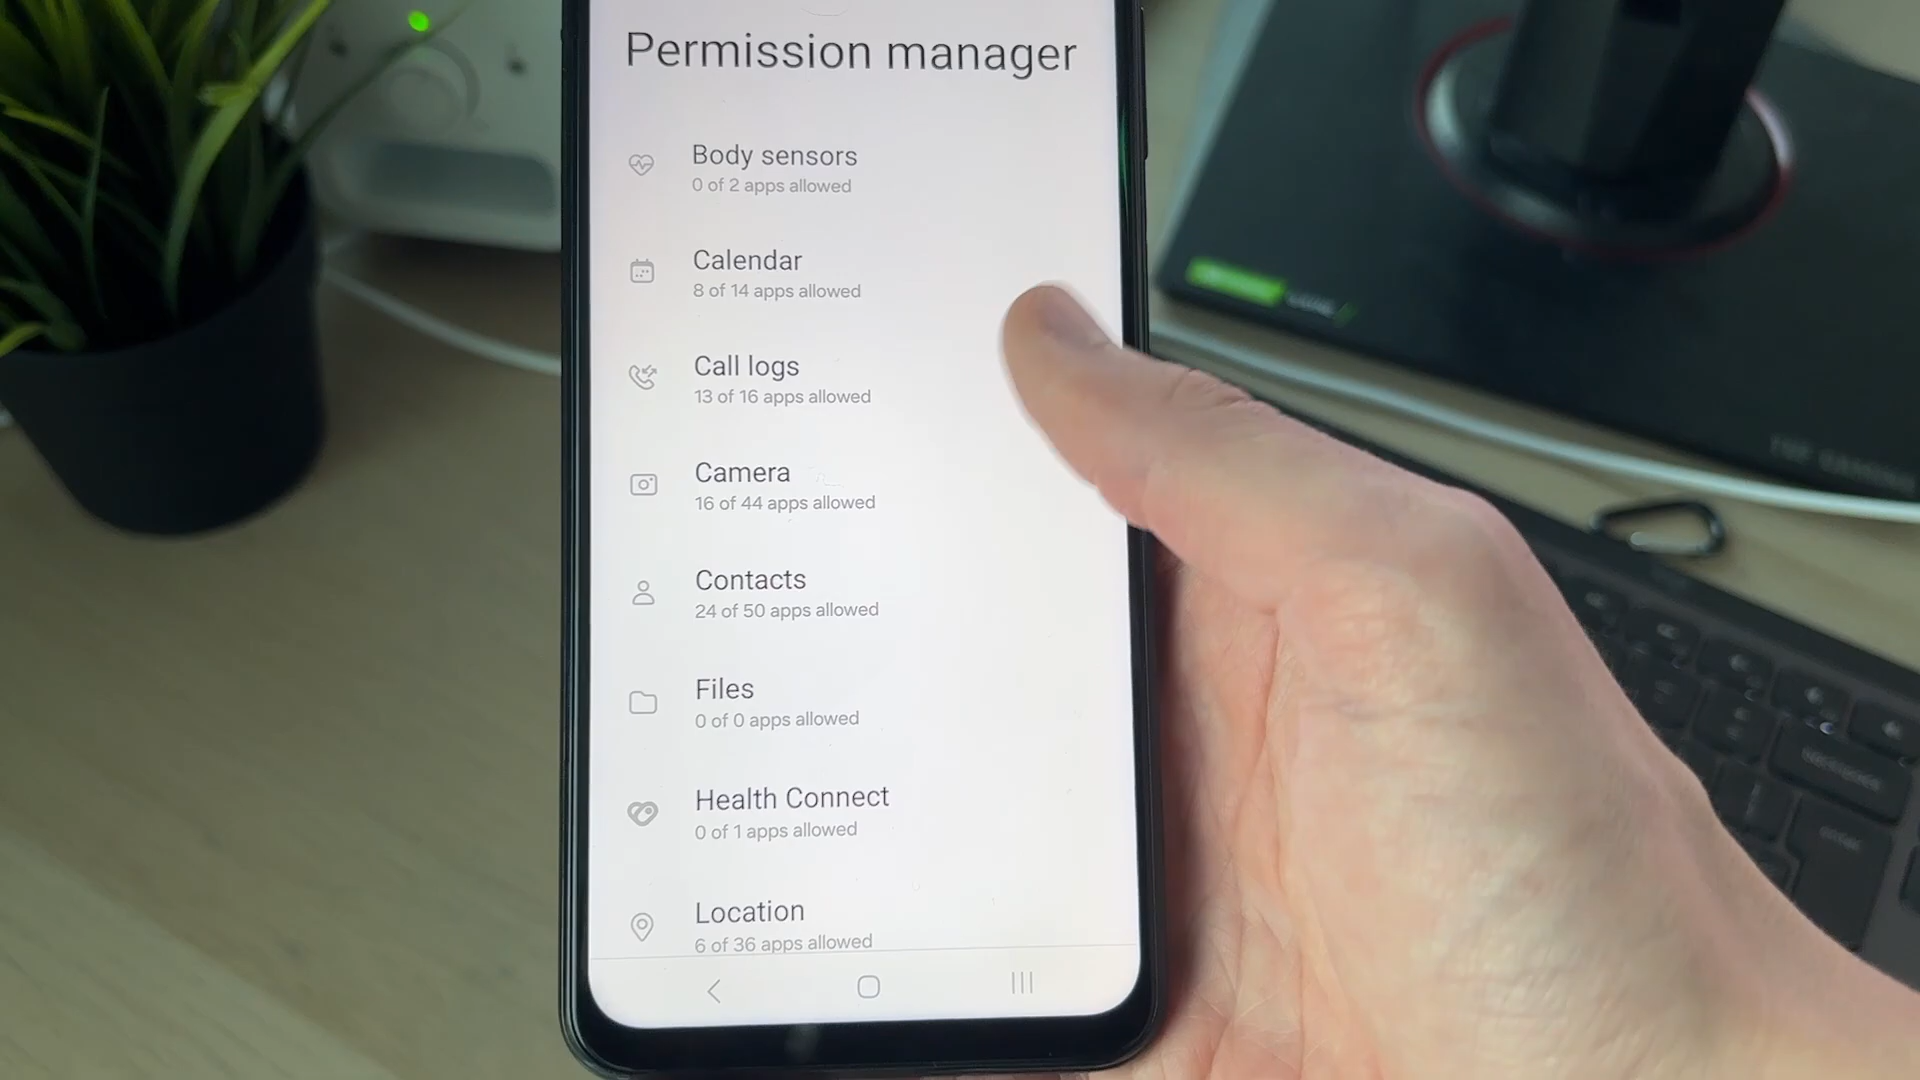 Permission manager
Body sensors
0 of 2 apps allowed
Calendar
8 of 14 apps allowed
Call logs
13 of 16 apps allowed
Camera
16 of 44 apps allowed
Contacts
24 of 50 apps allowed
Files
0 of 0 apps allowed
Health Connect
0 of 1 apps allowed
Location
6 of 36 apps allowed